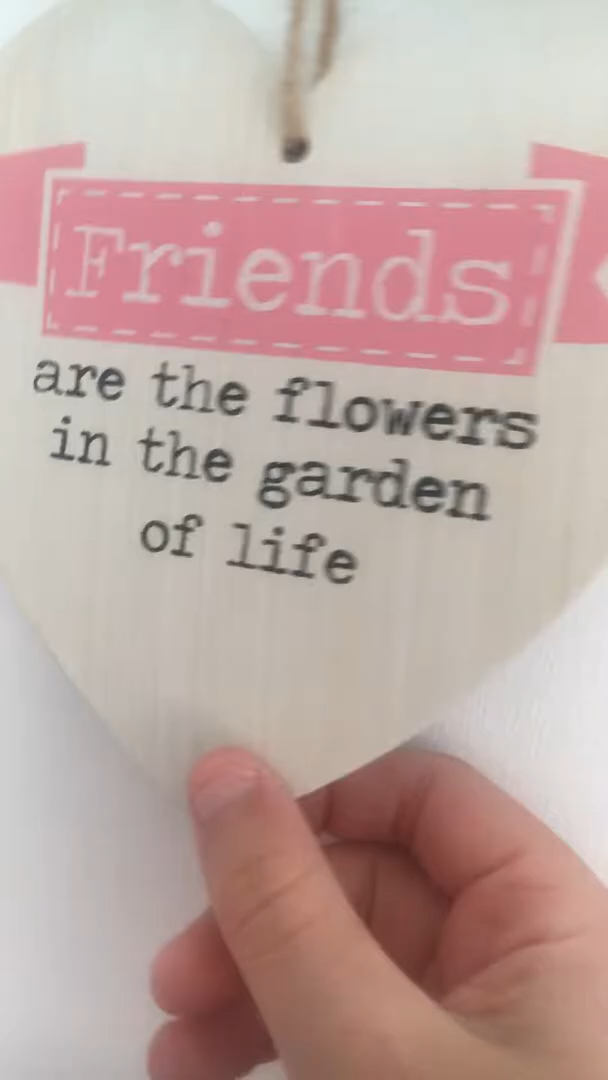 Friends
are the flowers
in the garden
of life